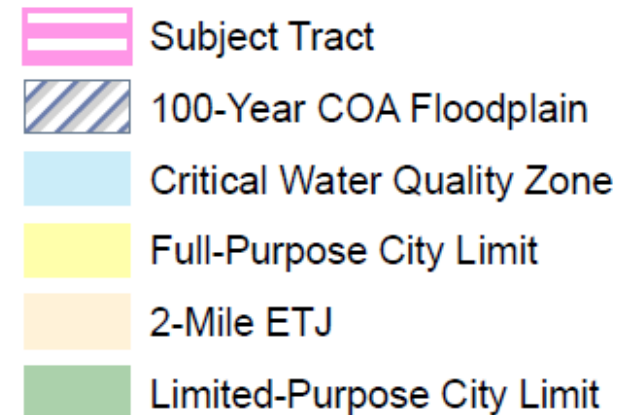 Subject Tract
100-Year COA Floodplain
Critical Water Quality Zone
Full-Purpose City Limit
2-Mile ETJ
Limited-Purpose City Limit